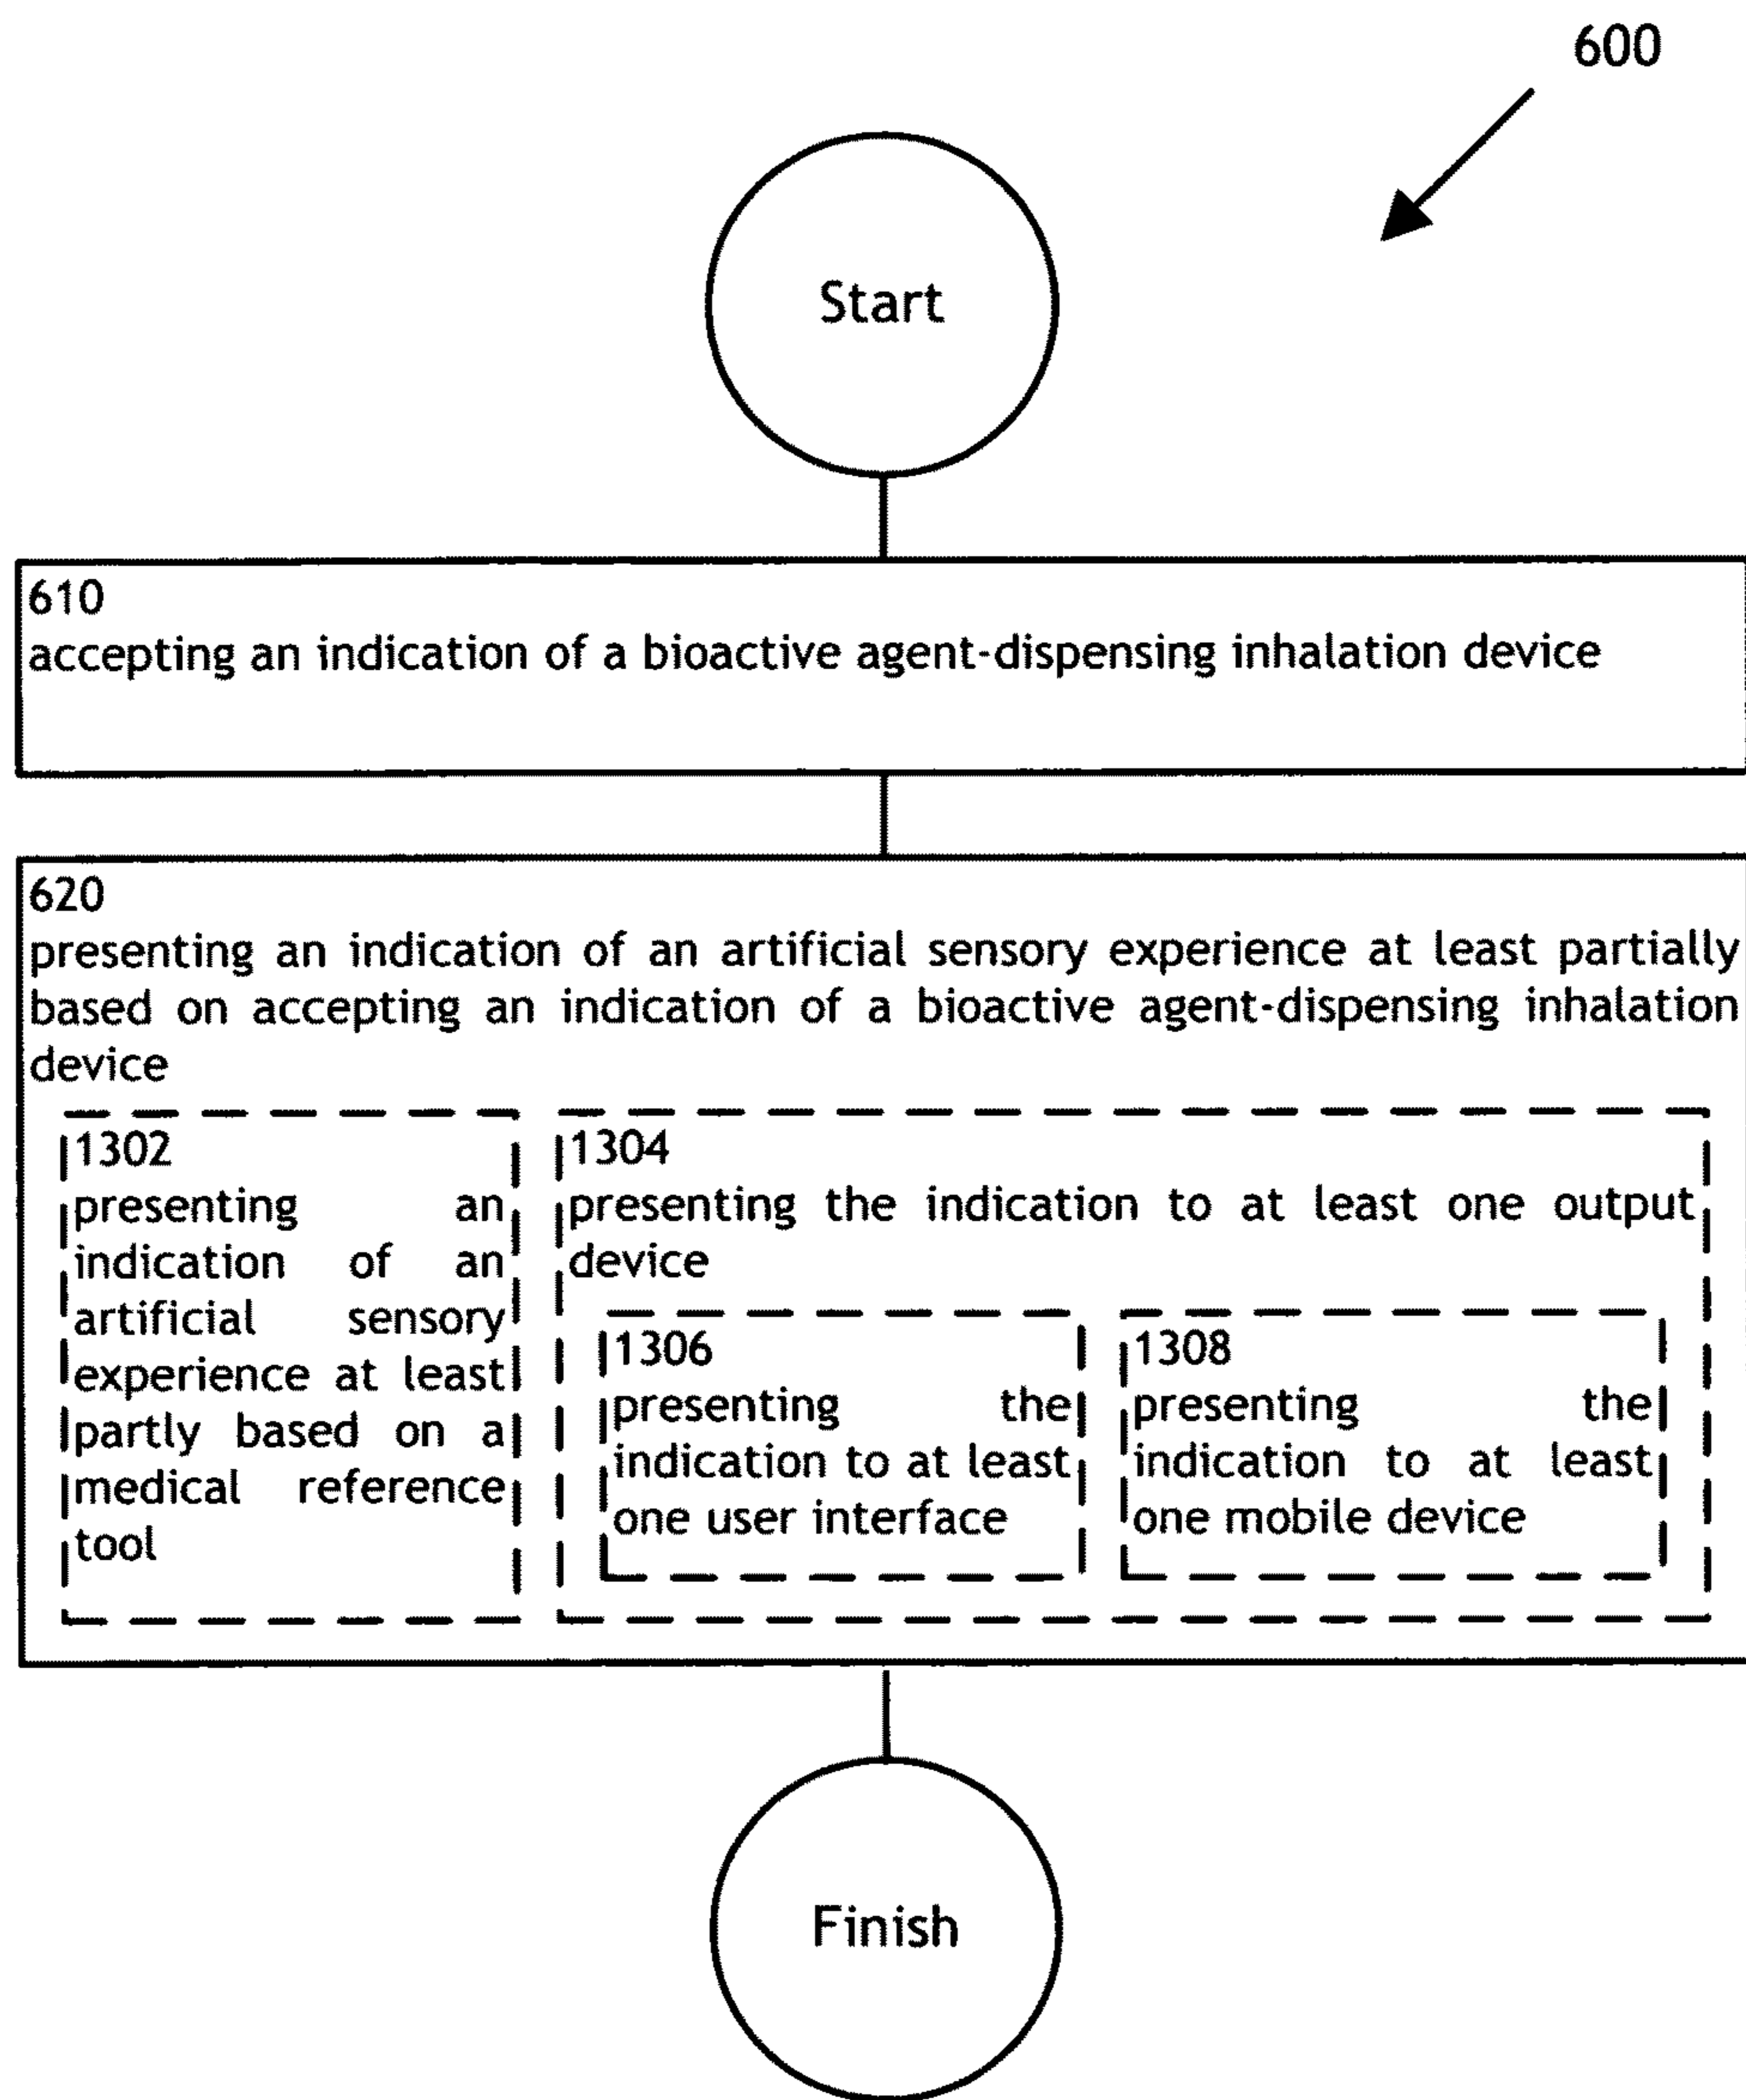 600
Start
610
accepting an indication of a bioactive agent-dispensing inhalation device
620
presenting an indication of an artificial sensory experience at least partially
based on accepting an indication of a bioactive agent-dispensing inhalation
device
1302
presenting an
indication of an
artificial sensory
experience at least
partly based on a
medical reference
tool
1304
presenting the indication to at least one output
device
1306
presenting the
indication to at least
one user interface
1308
presenting the
indication to at least
one mobile device
Finish